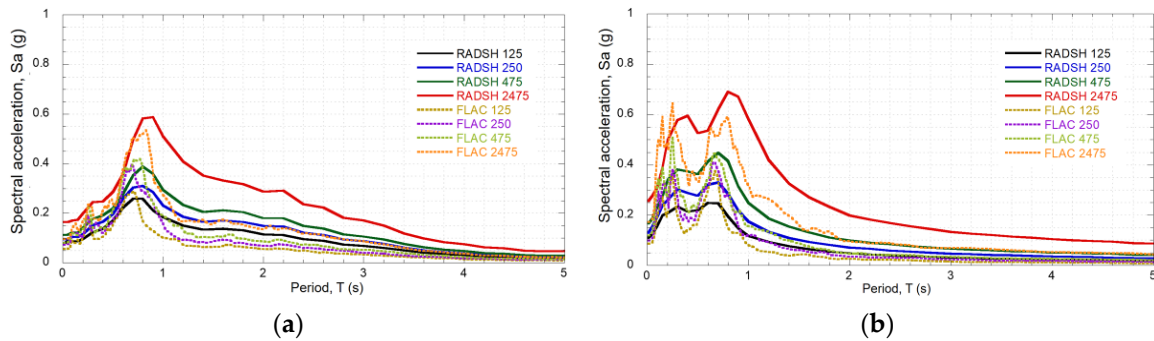 1
0.8
0.6
0.4
0.2
0
Spectral acceleration, Sa (g)
RADSH 125
RADSH 250
RADSH 475
RADSH 2475
FLAC 125
FLAC 250
FLAC 475
FLAC 2475
0 1 2 3 4 5
Period, T (s)
(a)
1
0.8
0.6
0.4
0.2
0
Spectral acceleration, Sa (g)
RADSH 125
RADSH 250
RADSH 475
RADSH 2475
FLAC 125
FLAC 250
FLAC 475
FLAC 2475
0 1 2 3 4 5
Period, T (s)
(b)